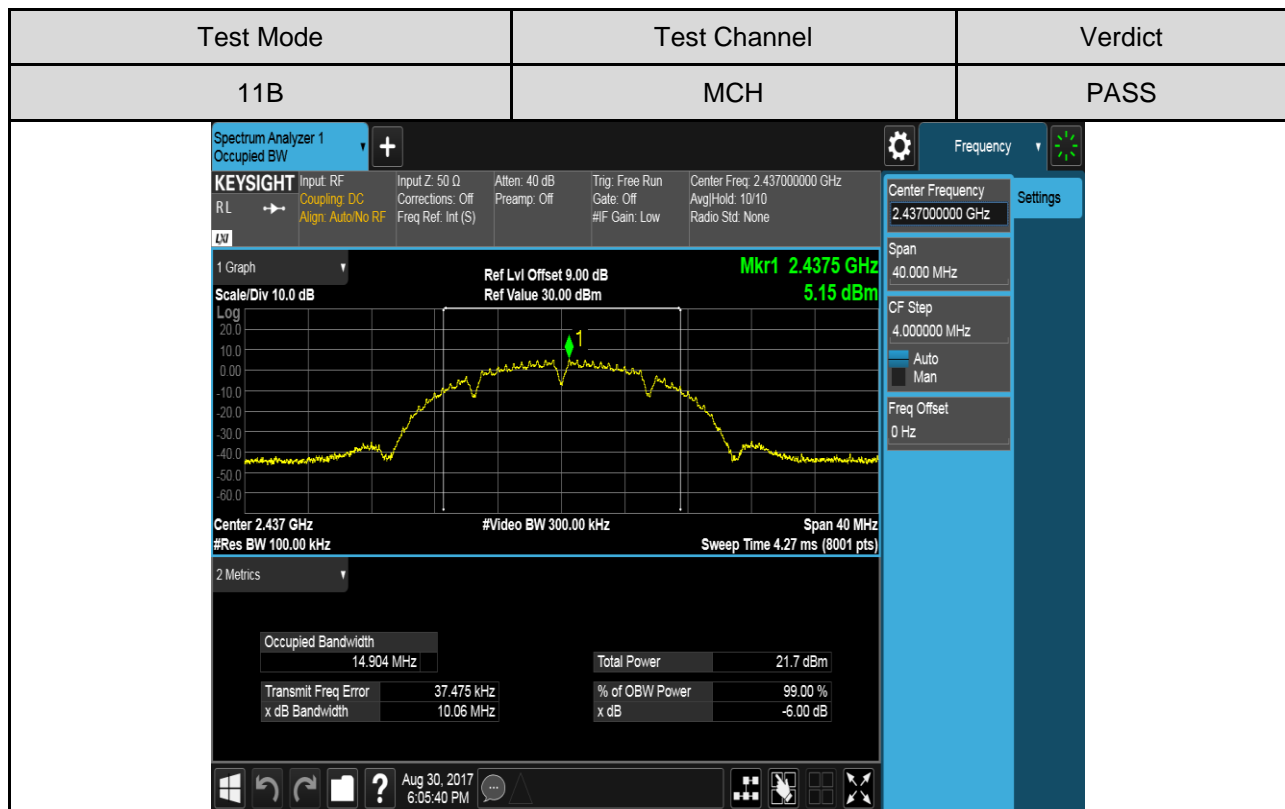 Test Mode Test Channel Verdict
11B MCH PASS
Spectrum Analyzer 1
Occupied BW
+
Frequency
KEYSIGHT
RL
LXI
Input: RF
Coupling: DC
Align: Auto/No RF
Input Z: 50 Ω
Corrections: Off
Freq Ref: Int (S)
Atten: 40 dB
Preamp: Off
Trig: Free Run
Gate: Off
#IF Gain: Low
Center Freq: 2.437000000 GHz
Avg|Hold: 10/10
Radio Std: None
Center Frequency
2.437000000 GHz
Settings
Span
40.000 MHz
CF Step
4.000000 MHz
Auto
Man
Freq Offset
0 Hz
1 Graph
Scale/Div 10.0 dB
Ref Lvl Offset 9.00 dB
Ref Value 30.00 dBm
Mkr1 2.4375 GHz
5.15 dBm
Log
20.0
10.0
0.00
-10.0
-20.0
-30.0
-40.0
-50.0
-60.0
1
Center 2.437 GHz
#Res BW 100.00 kHz
#Video BW 300.00 kHz
Span 40 MHz
Sweep Time 4.27 ms (8001 pts)
2 Metrics
Occupied Bandwidth
14.904 MHz
Total Power 21.7 dBm
Transmit Freq Error 37.475 kHz
x dB Bandwidth 10.06 MHz
% of OBW Power 99.00 %
x dB -6.00 dB
?
Aug 30, 2017
6:05:40 PM